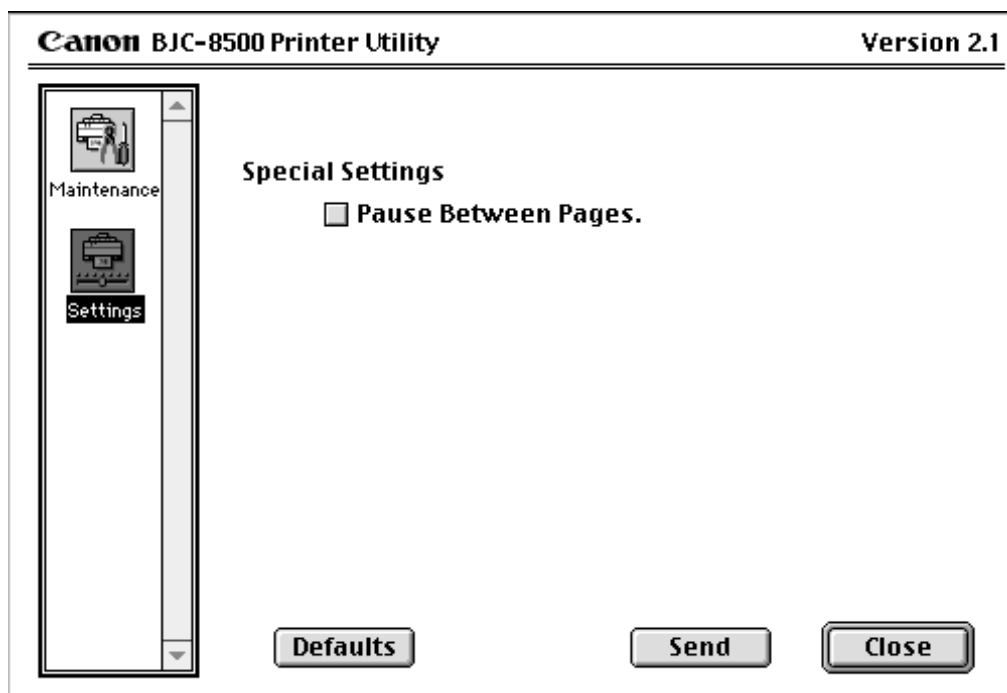 Canon BJC-8500 Printer Utility Version 2.1
Maintenance
Settings
Special Settings
Pause Between Pages.
Defaults Send Close